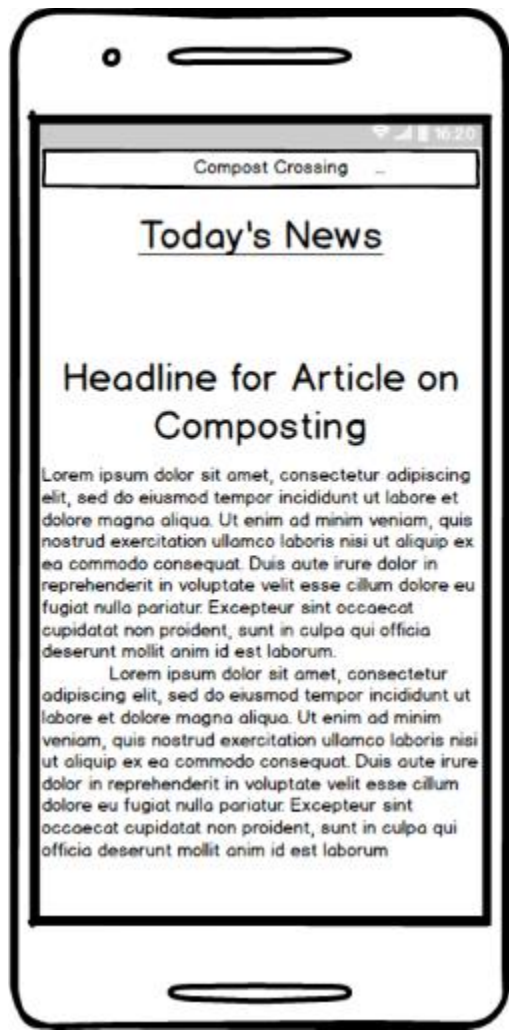 16:20
Compost Crossing ...
Today's News
Headline for Article on
Composting
Lorem ipsum dolor sit amet, consectetur adipiscing
elit, sed do eiusmod tempor incididunt ut labore et
dolore magna aliqua. Ut enim ad minim veniam, quis
nostrud exercitation ullamco laboris nisi ut aliquip ex
ea commodo consequat. Duis aute irure dolor in
reprehenderit in voluptate velit esse cillum dolore eu
fugiat nulla pariatur. Excepteur sint occaecat
cupidatat non proident, sunt in culpa qui officia
deserunt mollit anim id est laborum.
Lorem ipsum dolor sit amet, consectetur
adipiscing elit, sed do eiusmod tempor incididunt ut
labore et dolore magna aliqua. Ut enim ad minim
veniam, quis nostrud exercitation ullamco laboris nisi
ut aliquip ex ea commodo consequat. Duis aute irure
dolor in reprehenderit in voluptate velit esse cillum
dolore eu fugiat nulla pariatur. Excepteur sint
occaecat cupidatat non proident, sunt in culpa qui
officia deserunt mollit anim id est laborum